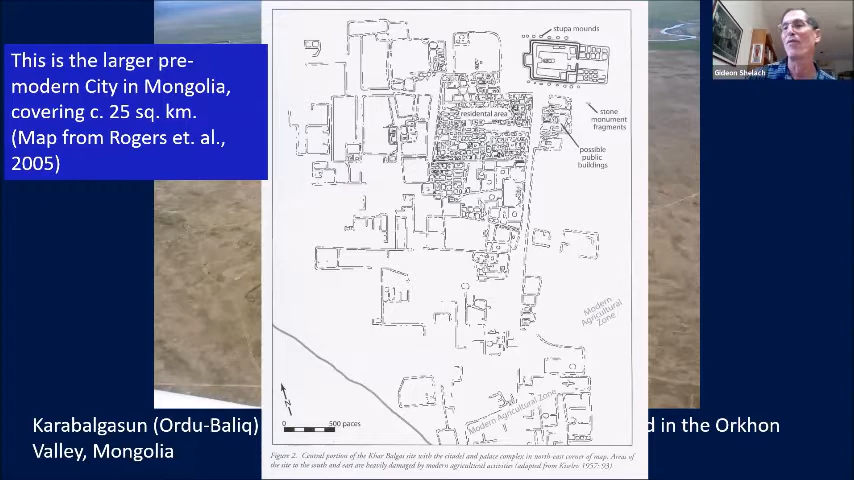 This is the larger pre-
modern City in Mongolia,
covering c. 25 sq. km.
(Map from Rogers et. al.,
2005)
stupa mounds
residental area
stone
monument
fragments
possible
public
buildings
Modern
Agricultural
Zone
Modern Agricultural Zone
N
0 500 paces
Figure 2. Central portion of the Khar Balgas site with the citadel and palace complex in north-east corner of map. Areas of
the site to the south and east are heavily damaged by modern agricultural activities (adapted from Kiselev 1957: 93).
Karabalgasun (Ordu-Baliq)
d in the Orkhon
Valley, Mongolia
Gideon Shelach